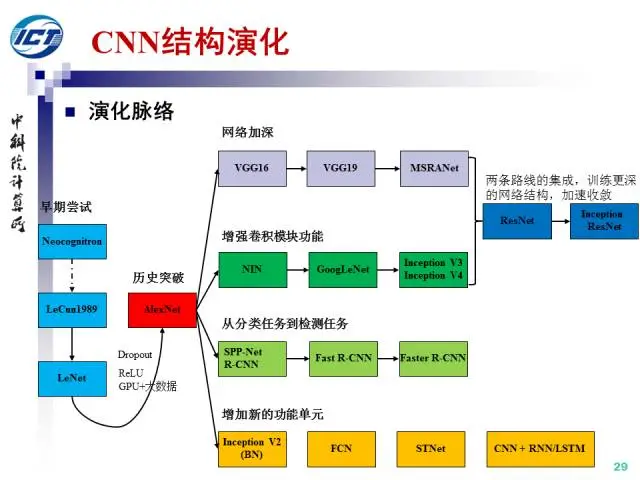 ICT
CNN结构演化
中科院计算所
演化脉络
网络加深
VGG16
VGG19
MSRANet
两条路线的集成，训练更深
的网络结构，加速收敛
早期尝试
ResNet
Inception
ResNet
Neocognitron
增强卷积模块功能
NIN
GoogLeNet
Inception V3
Inception V4
历史突破
LeCun1989
AlexNet
从分类任务到检测任务
SPP-Net
R-CNN
Fast R-CNN
Faster R-CNN
Dropout
ReLU
GPU+大数据
LeNet
增加新的功能单元
Inception V2
(BN)
FCN
STNet
CNN + RNN/LSTM
29